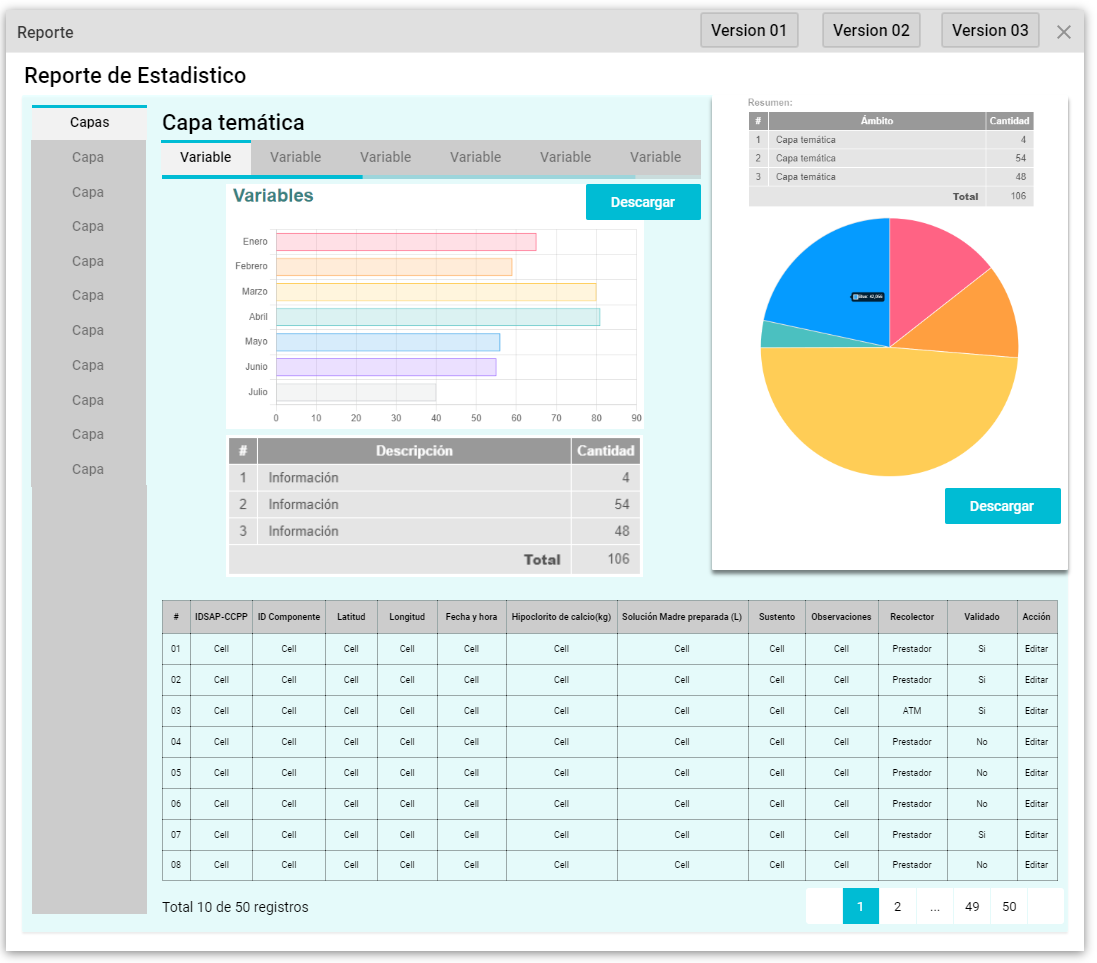 Reporte Version 01 Version 02 Version 03
Reporte de Estadistico
Capas
Capa
Capa
Capa
Capa
Capa
Capa
Capa
Capa
Capa
Capa
Capa temática
Variable Variable Variable Variable Variable Variable
Variables
Descargar
Enero
Febrero
Marzo
Abril
Mayo
Junio
Julio
0 10 20 30 40 50 60 70 80 90
# Descripción Cantidad
1 Información 4
2 Información 54
3 Información 48
Total 106
Resumen:
# Ámbito Cantidad
1 Capa temática 4
2 Capa temática 54
3 Capa temática 48
Total 106
Descargar
# IDSAP-CCPP ID Componente Latitud Longitud Fecha y hora Hipoclorito de calcio(kg) Solución Madre preparada (L) Sustento Observaciones Recolector Validado Acción
01 Cell Cell Cell Cell Cell Cell Cell Cell Cell Prestador Si Editar
02 Cell Cell Cell Cell Cell Cell Cell Cell Cell Prestador Si Editar
03 Cell Cell Cell Cell Cell Cell Cell Cell Cell ATM Si Editar
04 Cell Cell Cell Cell Cell Cell Cell Cell Cell Prestador No Editar
05 Cell Cell Cell Cell Cell Cell Cell Cell Cell Prestador No Editar
06 Cell Cell Cell Cell Cell Cell Cell Cell Cell Prestador No Editar
07 Cell Cell Cell Cell Cell Cell Cell Cell Cell Prestador Si Editar
08 Cell Cell Cell Cell Cell Cell Cell Cell Cell Prestador No Editar
Total 10 de 50 registros
1 2 ... 49 50